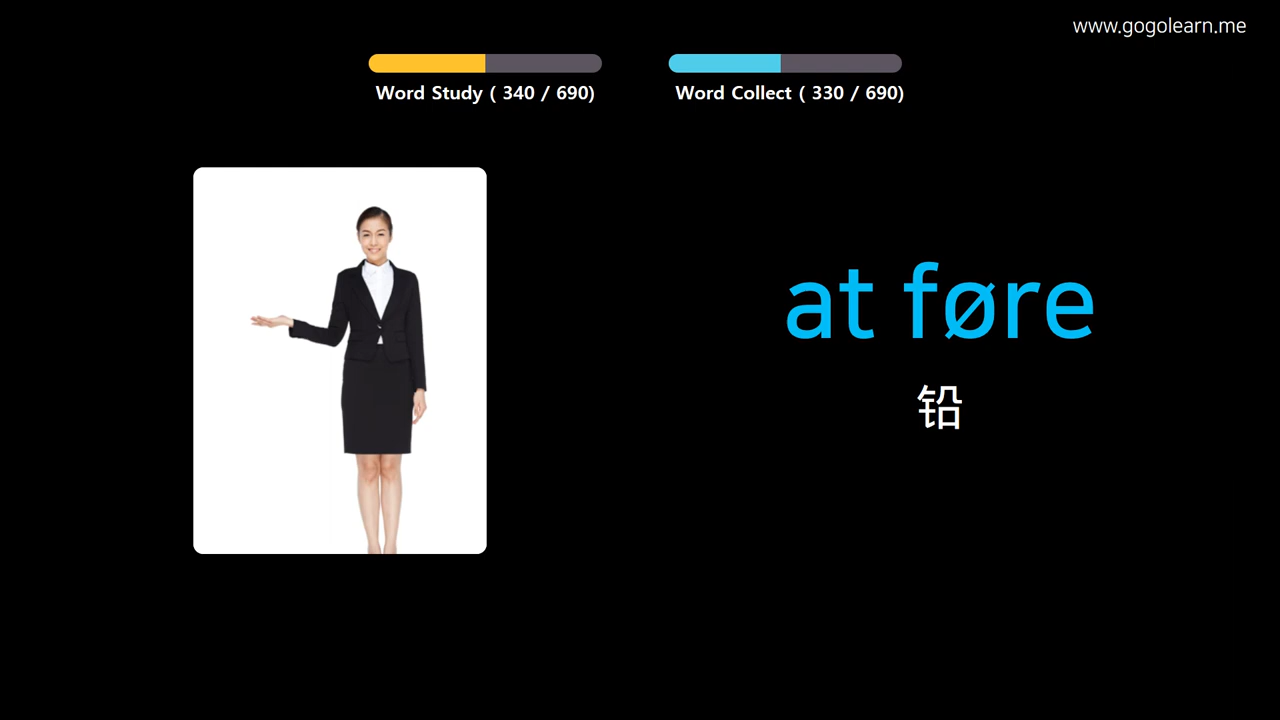 www.gogolearn.me
Word Study ( 340 / 690)
Word Collect ( 330 / 690)
at føre
铅